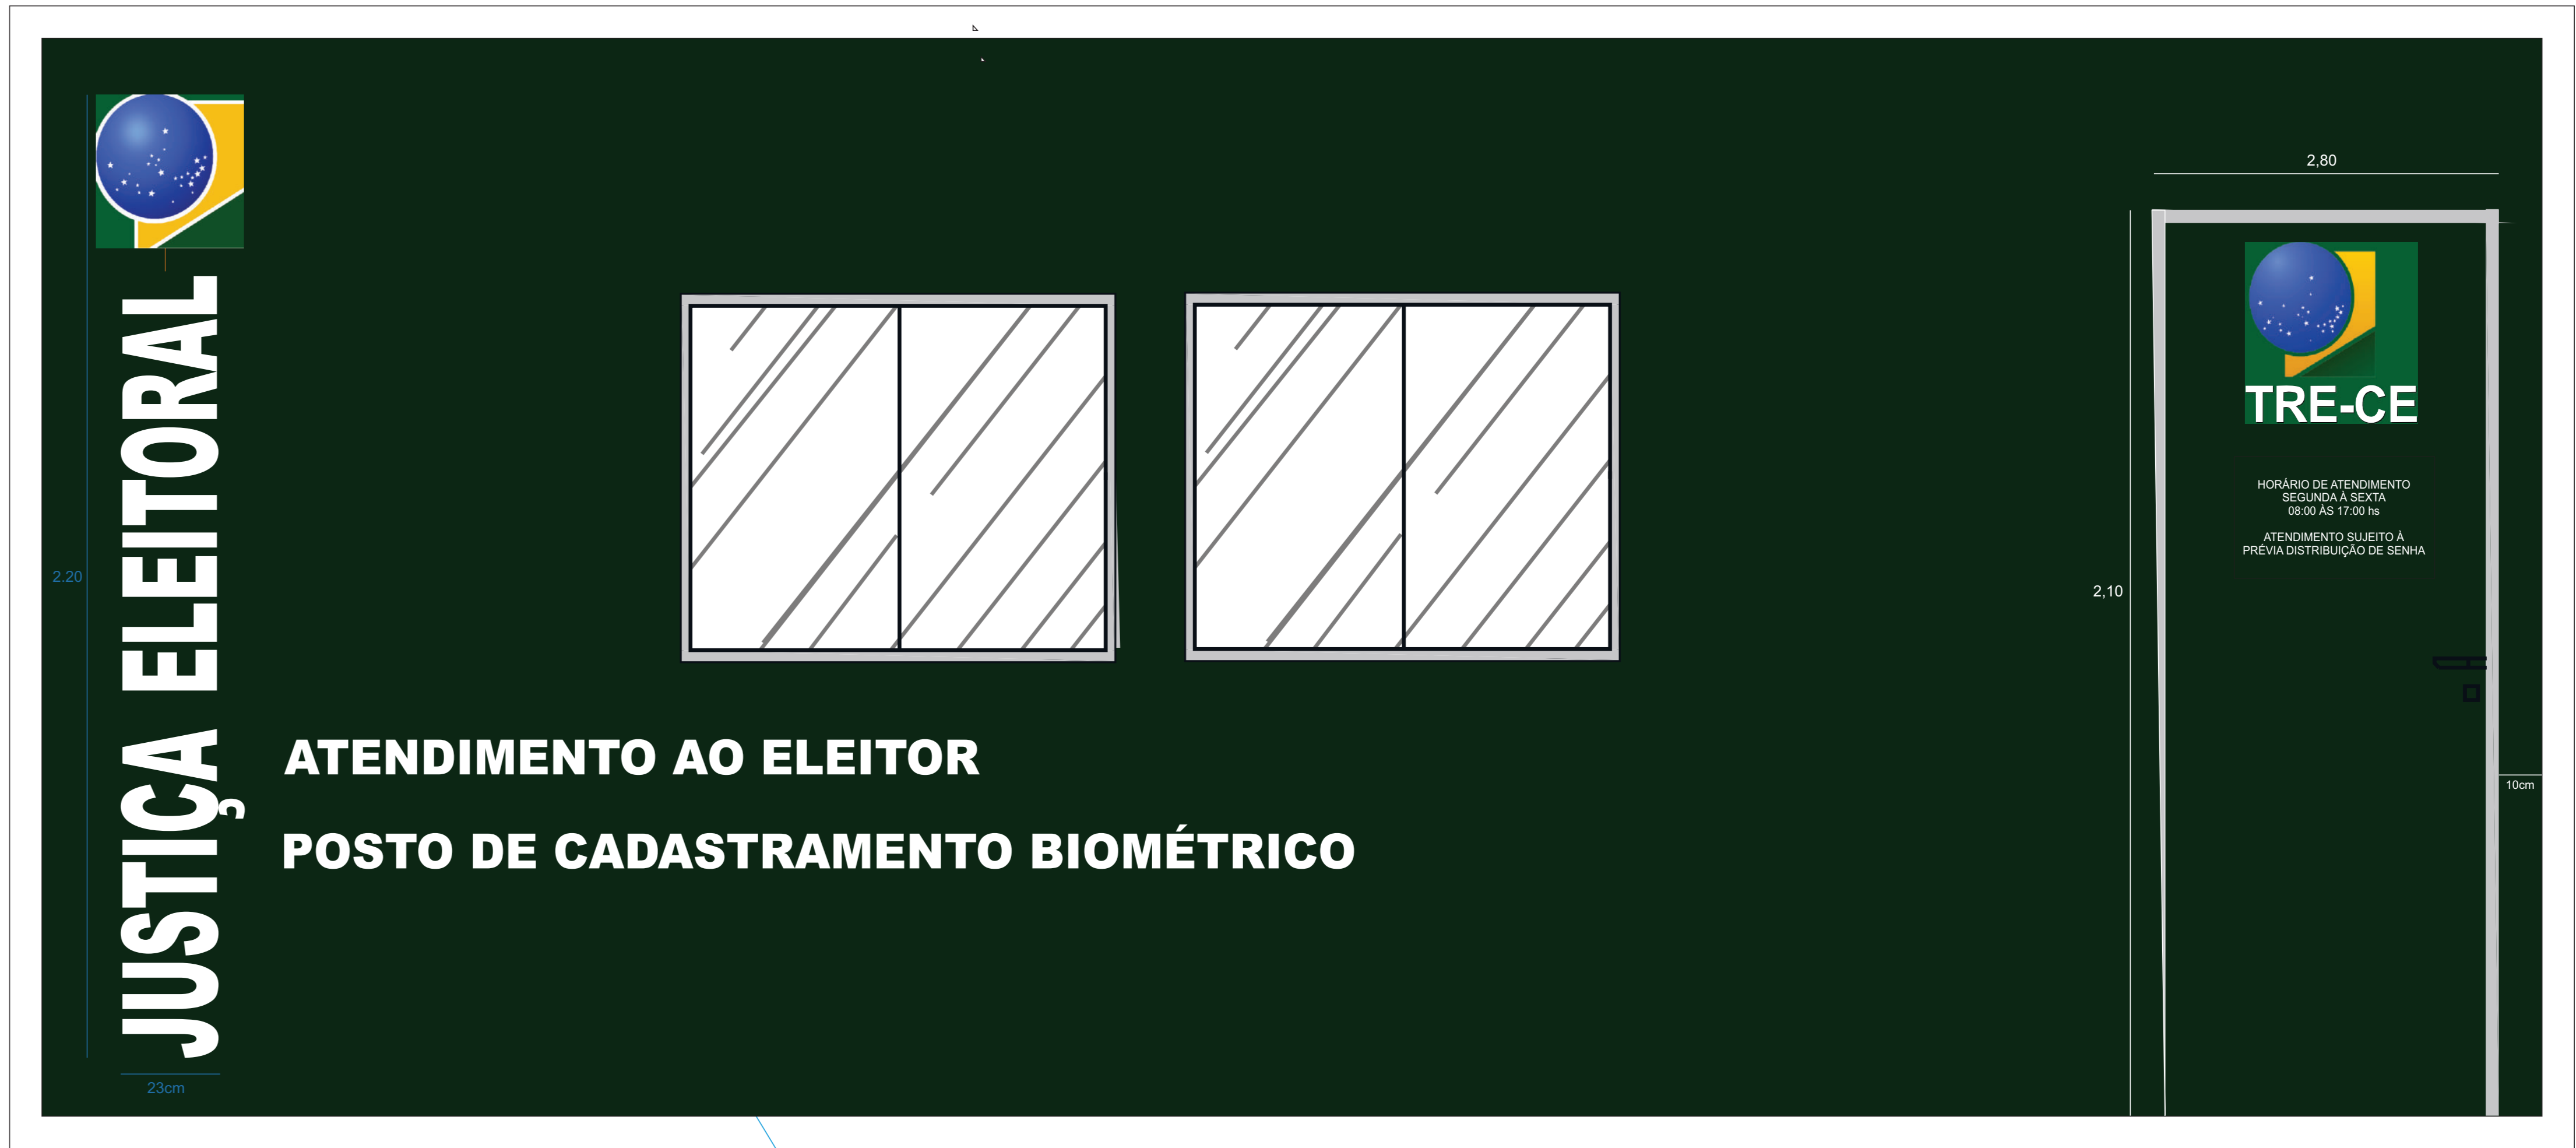 JUSTIÇA ELEITORAL
2.20
23cm
ATENDIMENTO AO ELEITOR
POSTO DE CADASTRAMENTO BIOMÉTRICO
2,80
2,10
TRE-CE
HORÁRIO DE ATENDIMENTO
SEGUNDA À SEXTA
08:00 ÀS 17:00 hs
ATENDIMENTO SUJEITO À
PRÉVIA DISTRIBUIÇÃO DE SENHA
10cm